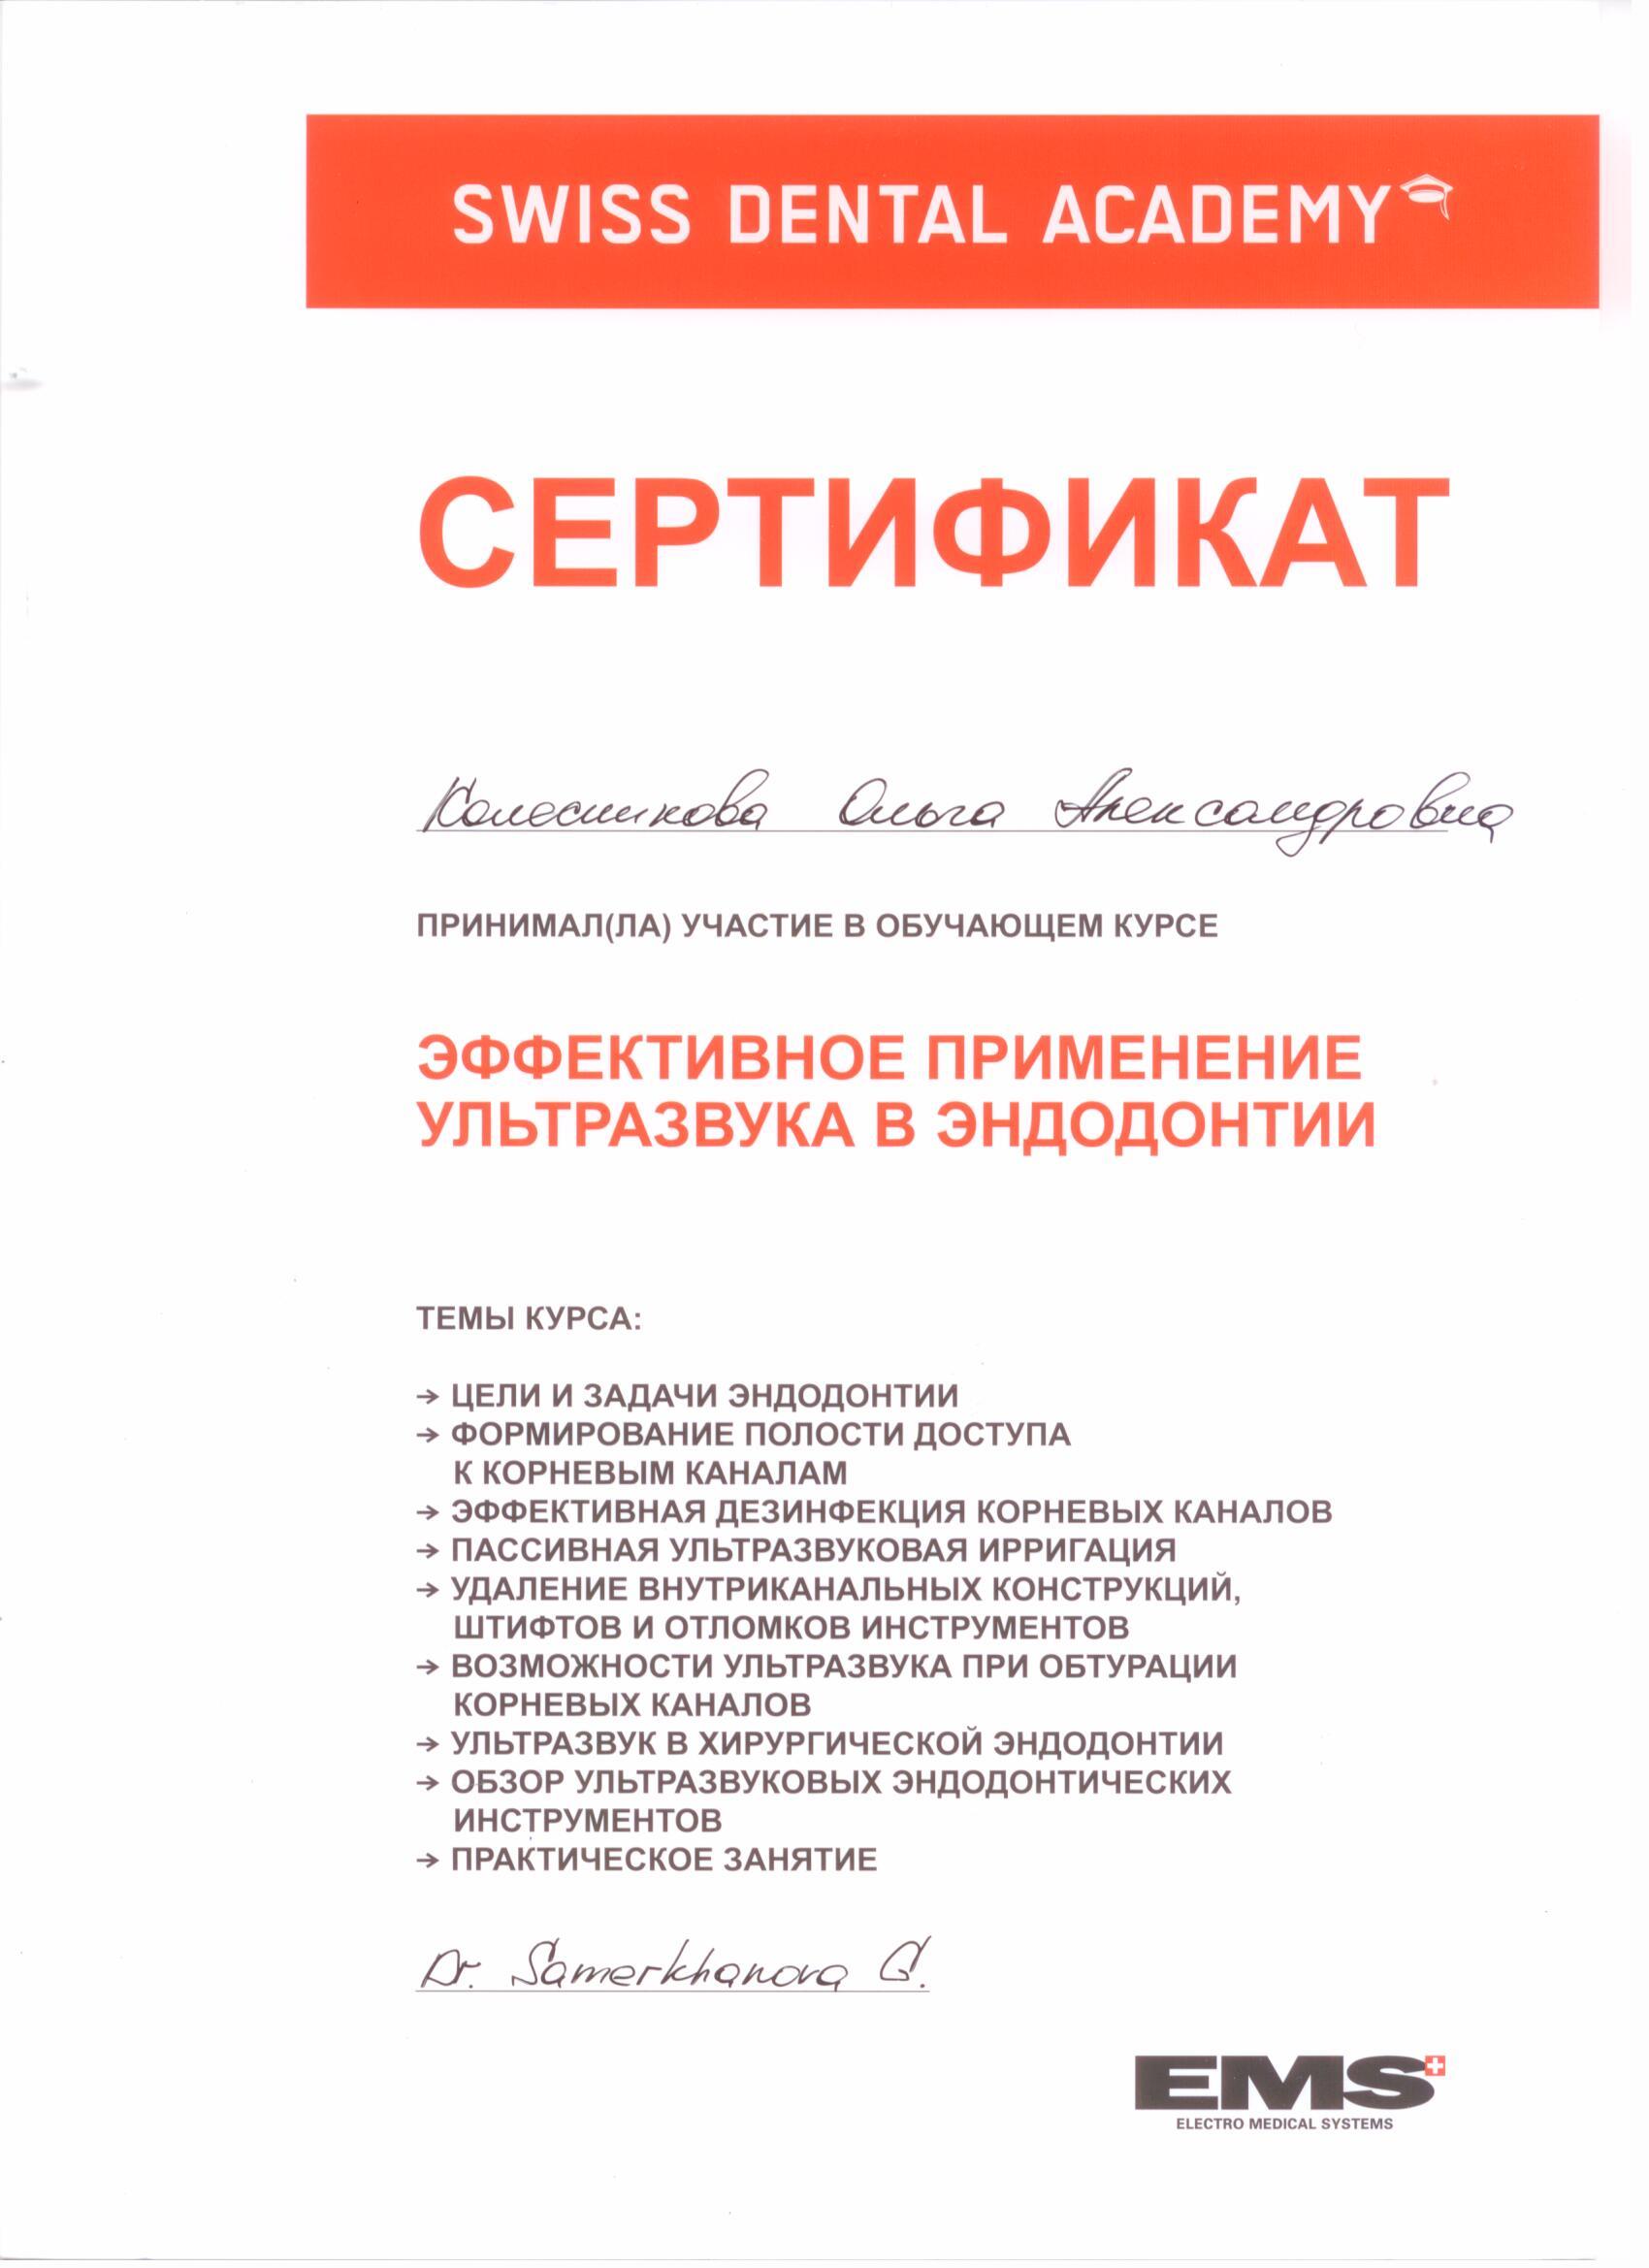 SWISS DENTAL ACADEMY
СЕРТИФИКАТ
Колесникова Ольга Александровна
ПРИНИМАЛ(ЛА) УЧАСТИЕ В ОБУЧАЮЩЕМ КУРСЕ
ЭФФЕКТИВНОЕ ПРИМЕНЕНИЕ
УЛЬТРАЗВУКА В ЭНДОДОНТИИ
ТЕМЫ КУРСА:
→ ЦЕЛИ И ЗАДАЧИ ЭНДОДОНТИИ
→ ФОРМИРОВАНИЕ ПОЛОСТИ ДОСТУПА
К КОРНЕВЫМ КАНАЛАМ
→ ЭФФЕКТИВНАЯ ДЕЗИНФЕКЦИЯ КОРНЕВЫХ КАНАЛОВ
→ ПАССИВНАЯ УЛЬТРАЗВУКОВАЯ ИРРИГАЦИЯ
→ УДАЛЕНИЕ ВНУТРИКАНАЛЬНЫХ КОНСТРУКЦИЙ,
ШТИФТОВ И ОТЛОМКОВ ИНСТРУМЕНТОВ
→ ВОЗМОЖНОСТИ УЛЬТРАЗВУКА ПРИ ОБТУРАЦИИ
КОРНЕВЫХ КАНАЛОВ
→ УЛЬТРАЗВУК В ХИРУРГИЧЕСКОЙ ЭНДОДОНТИИ
→ ОБЗОР УЛЬТРАЗВУКОВЫХ ЭНДОДОНТИЧЕСКИХ
ИНСТРУМЕНТОВ
→ ПРАКТИЧЕСКОЕ ЗАНЯТИЕ
Dr. Samerkhanova G.
EMS
ELECTRO MEDICAL SYSTEMS